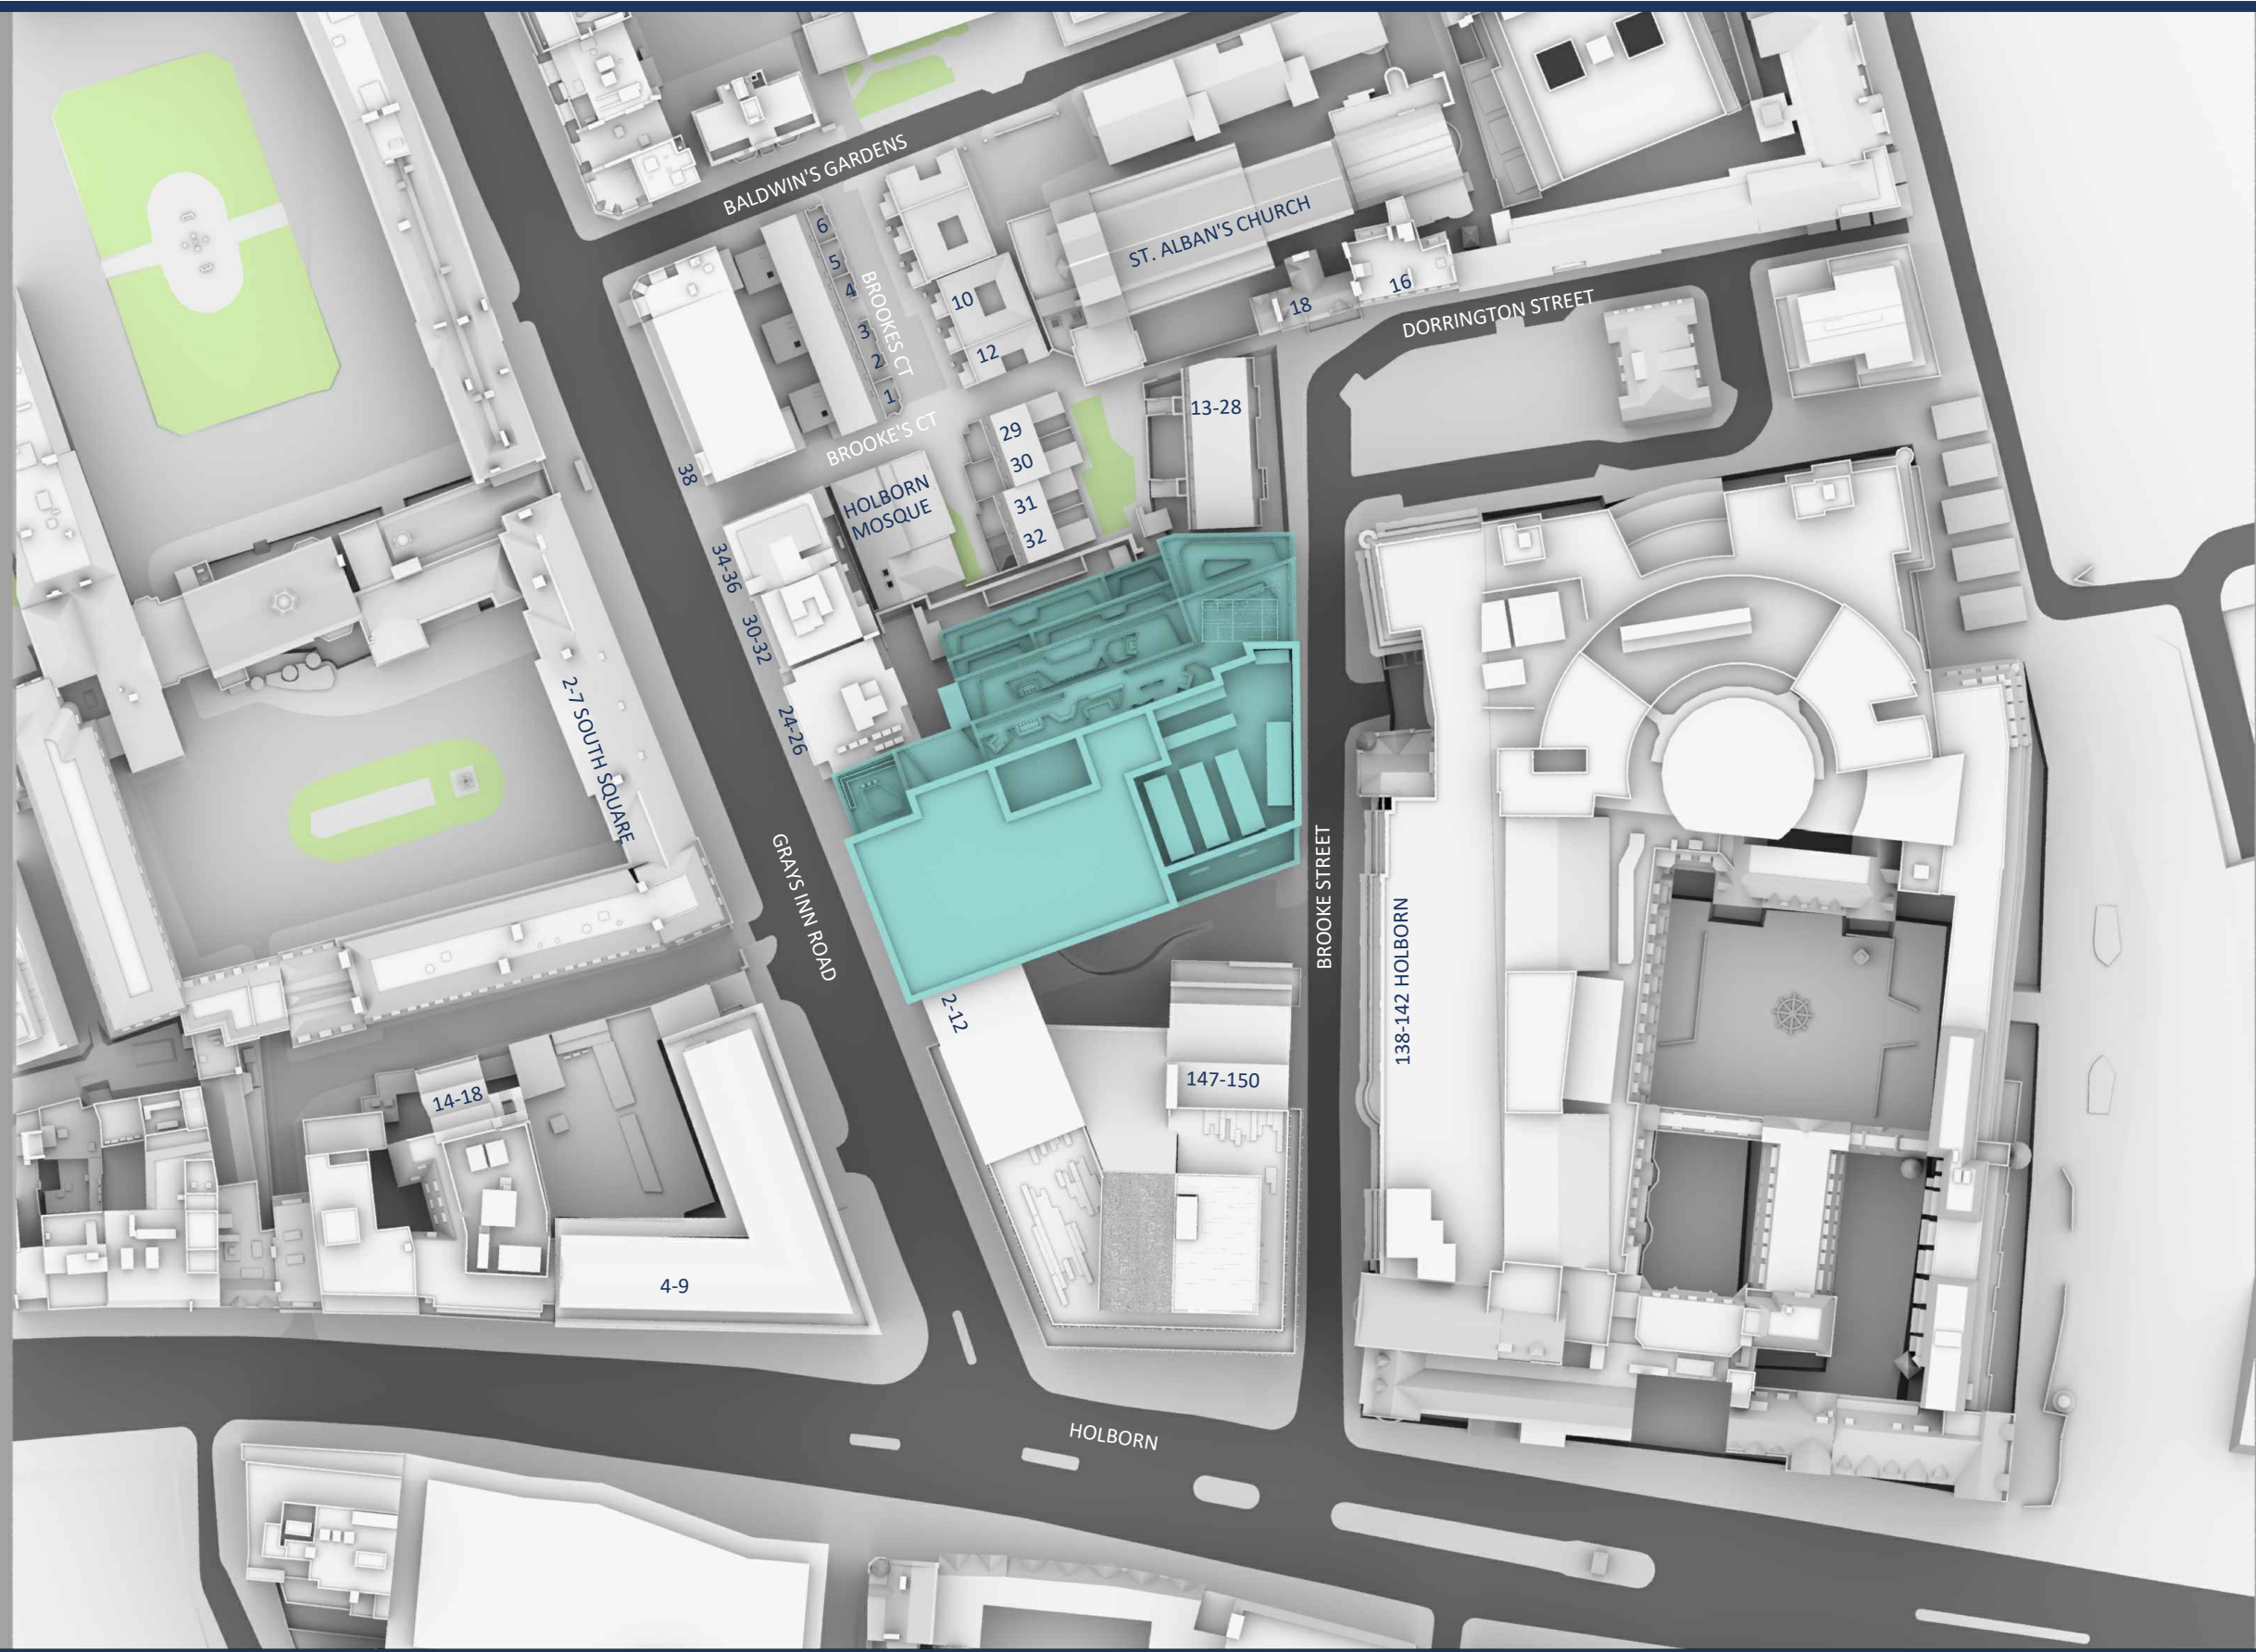 BALDWIN'S GARDENS
6
5
4
3
2
1
BROOKES CT
10
12
ST. ALBAN'S CHURCH
18
16
DORRINGTON STREET
13-28
BROOKE'S CT
29
30
31
32
HOLBORN
MOSQUE
38
34-36
30-32
24-26
2-7 SOUTH SQUARE
GRAYS INN ROAD
BROOKE STREET
138-142 HOLBORN
2-12
147-150
14-18
4-9
HOLBORN